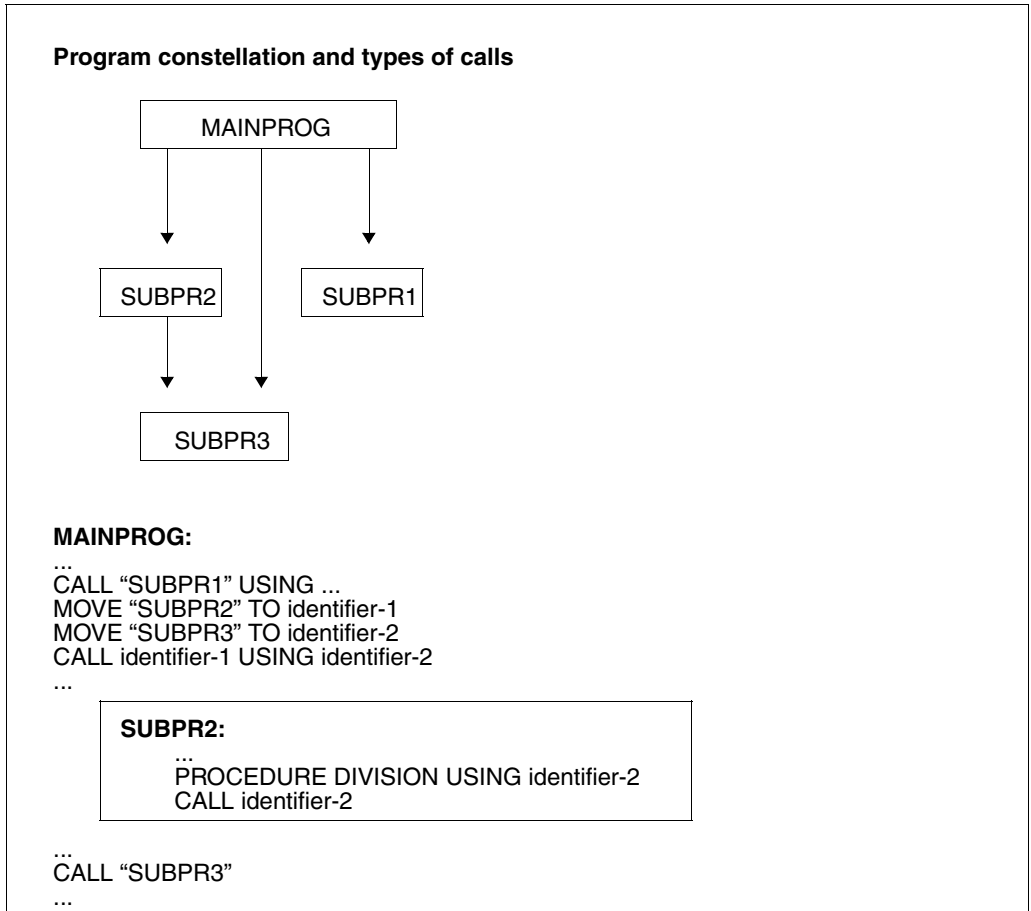 Program constellation and types of calls
MAINPROG
SUBPR2
SUBPR1
SUBPR3
MAINPROG:
...
CALL “SUBPR1” USING ...
MOVE “SUBPR2” TO identifier-1
MOVE “SUBPR3” TO identifier-2
CALL identifier-1 USING identifier-2
...
SUBPR2:
...
PROCEDURE DIVISION USING identifier-2
CALL identifier-2
...
CALL “SUBPR3”
...